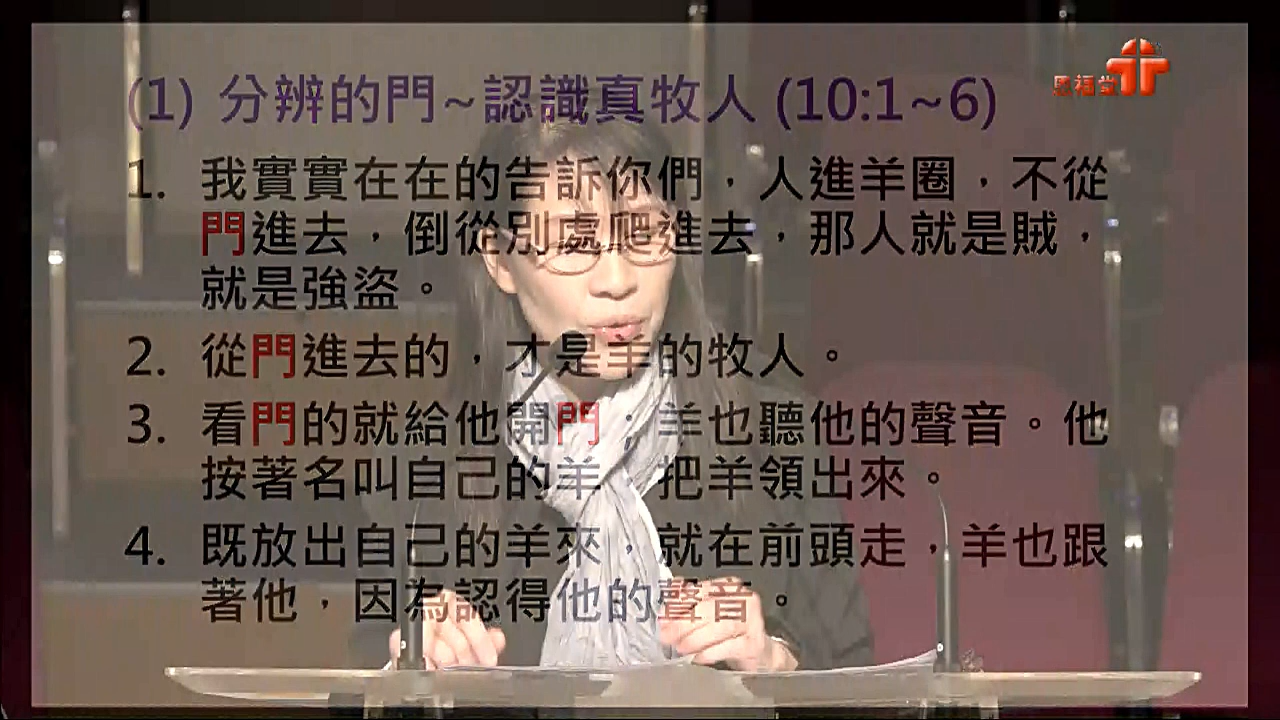 恩福堂
(1) 分辨的門~認識真牧人 (10:1~6)
1. 我實實在在的告訴你們，人進羊圈，不從
門進去，倒從別處爬進去，那人就是賊，
就是強盜。
2. 從門進去的，才是羊的牧人。
3. 看門的就給他開門；羊也聽他的聲音。他
按著名叫自己的羊，把羊領出來。
4. 既放出自己的羊來，就在前頭走，羊也跟
著他，因為認得他的聲音。